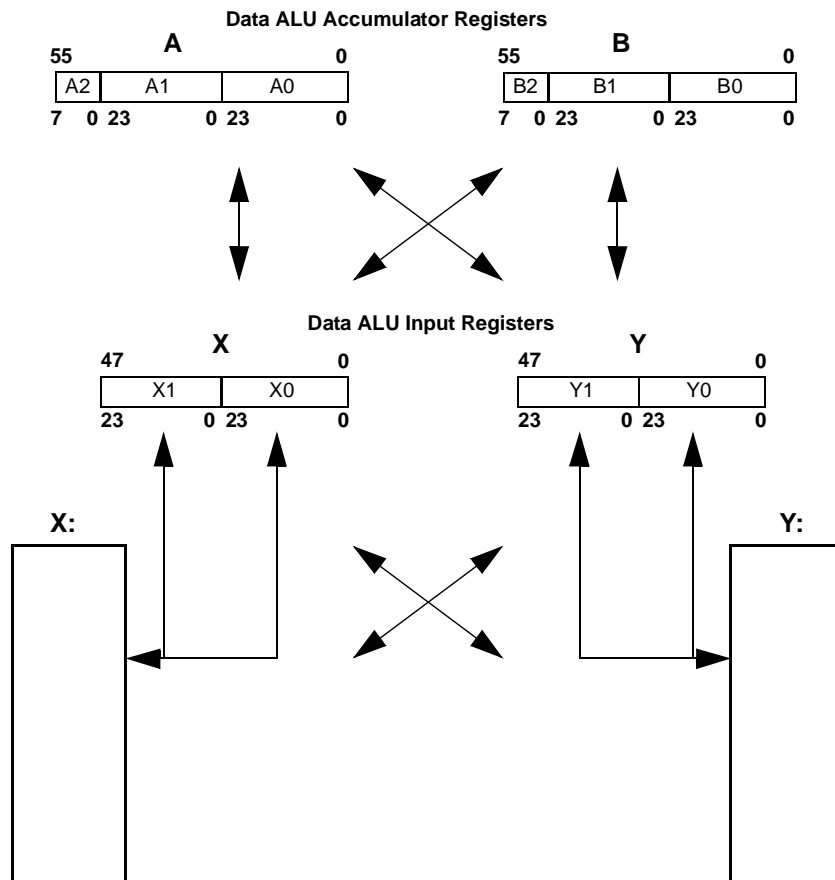 Data ALU Accumulator Registers
A B
55 0 55 0
A2 A1 A0 B2 B1 B0
7 0 23 0 23 0 7 0 23 0 23 0
Data ALU Input Registers
X Y
47 0 47 0
X1 X0 Y1 Y0
23 0 23 0 23 0 23 0
X: Y: